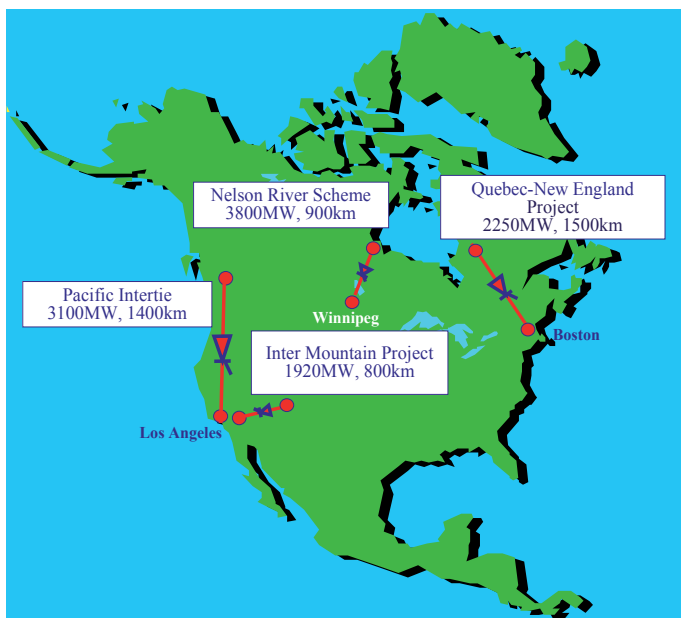 Nelson River Scheme
3800MW, 900km
Quebec-New England
Project
2250MW, 1500km
Pacific Intertie
3100MW, 1400km
Winnipeg
Inter Mountain Project
1920MW, 800km
Boston
Los Angeles